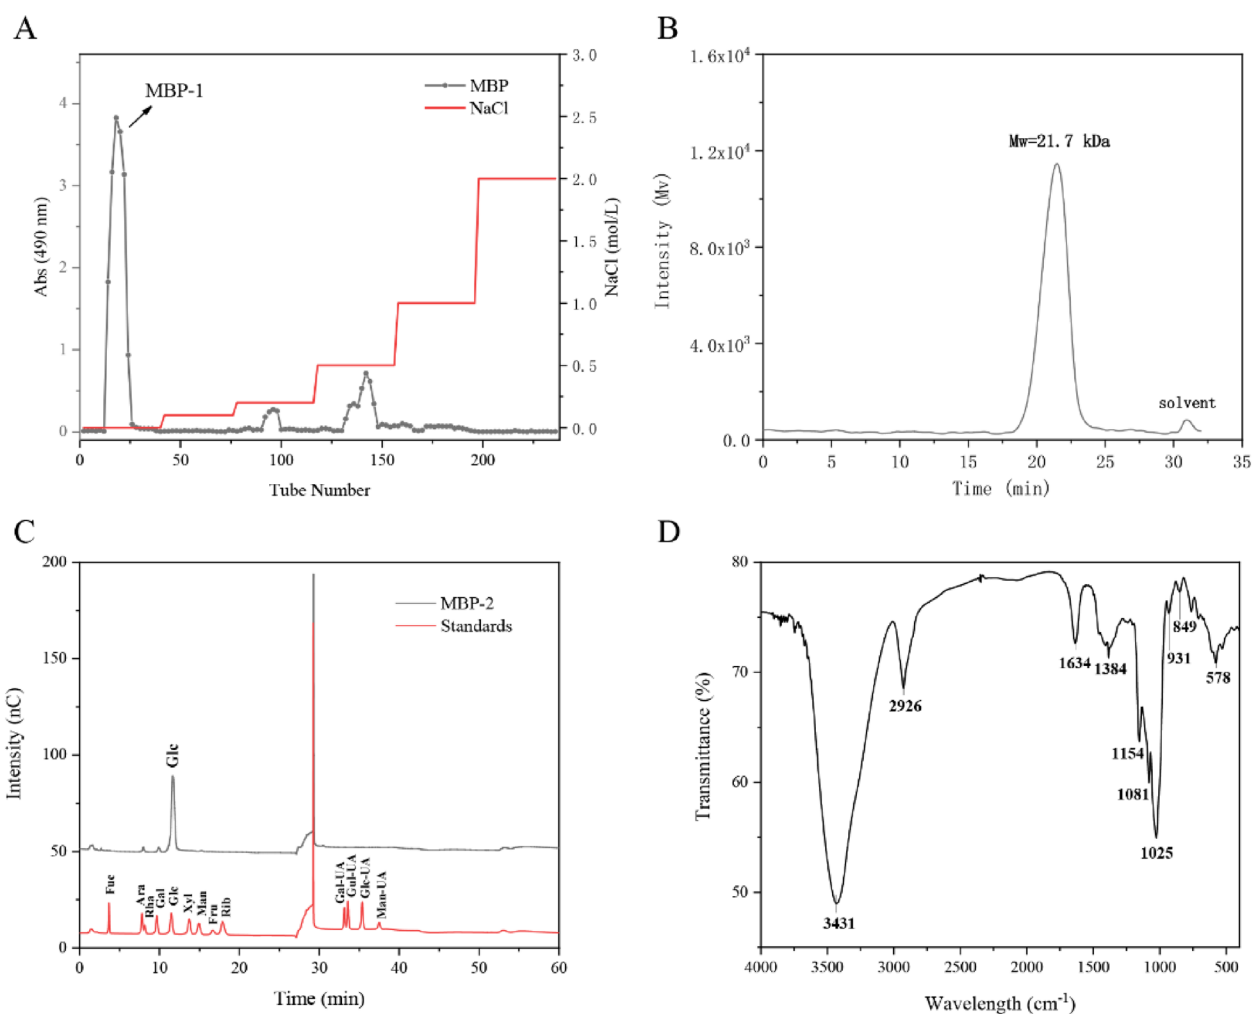 A
MBP-1
MBP
NaCl
Abs (490 nm)
4
3
2
1
0
NaCl (mol/L)
3.0
2.5
2.0
1.5
1.0
0.5
0.0
0 50 100 150 200
Tube Number
B
Intensity (Mv)
1.6x10⁴
1.2x10⁴
8.0x10³
4.0x10³
0.0
Mw=21.7 kDa
solvent
0 5 10 15 20 25 30 35
Time (min)
C
Intensity (nC)
200
150
100
50
0
MBP-2
Standards
Glc
Fuc
Ara
Rha
Gal
Glc
Xyl
Man
Fru
Rib
Gal-UA
Gul-UA
Glc-UA
Man-UA
0 10 20 30 40 50 60
Time (min)
D
Transmittance (%)
80
70
60
50
3431
2926
1634
1384
1154
1081
1025
931
849
578
4000 3500 3000 2500 2000 1500 1000 500
Wavelength (cm⁻¹)